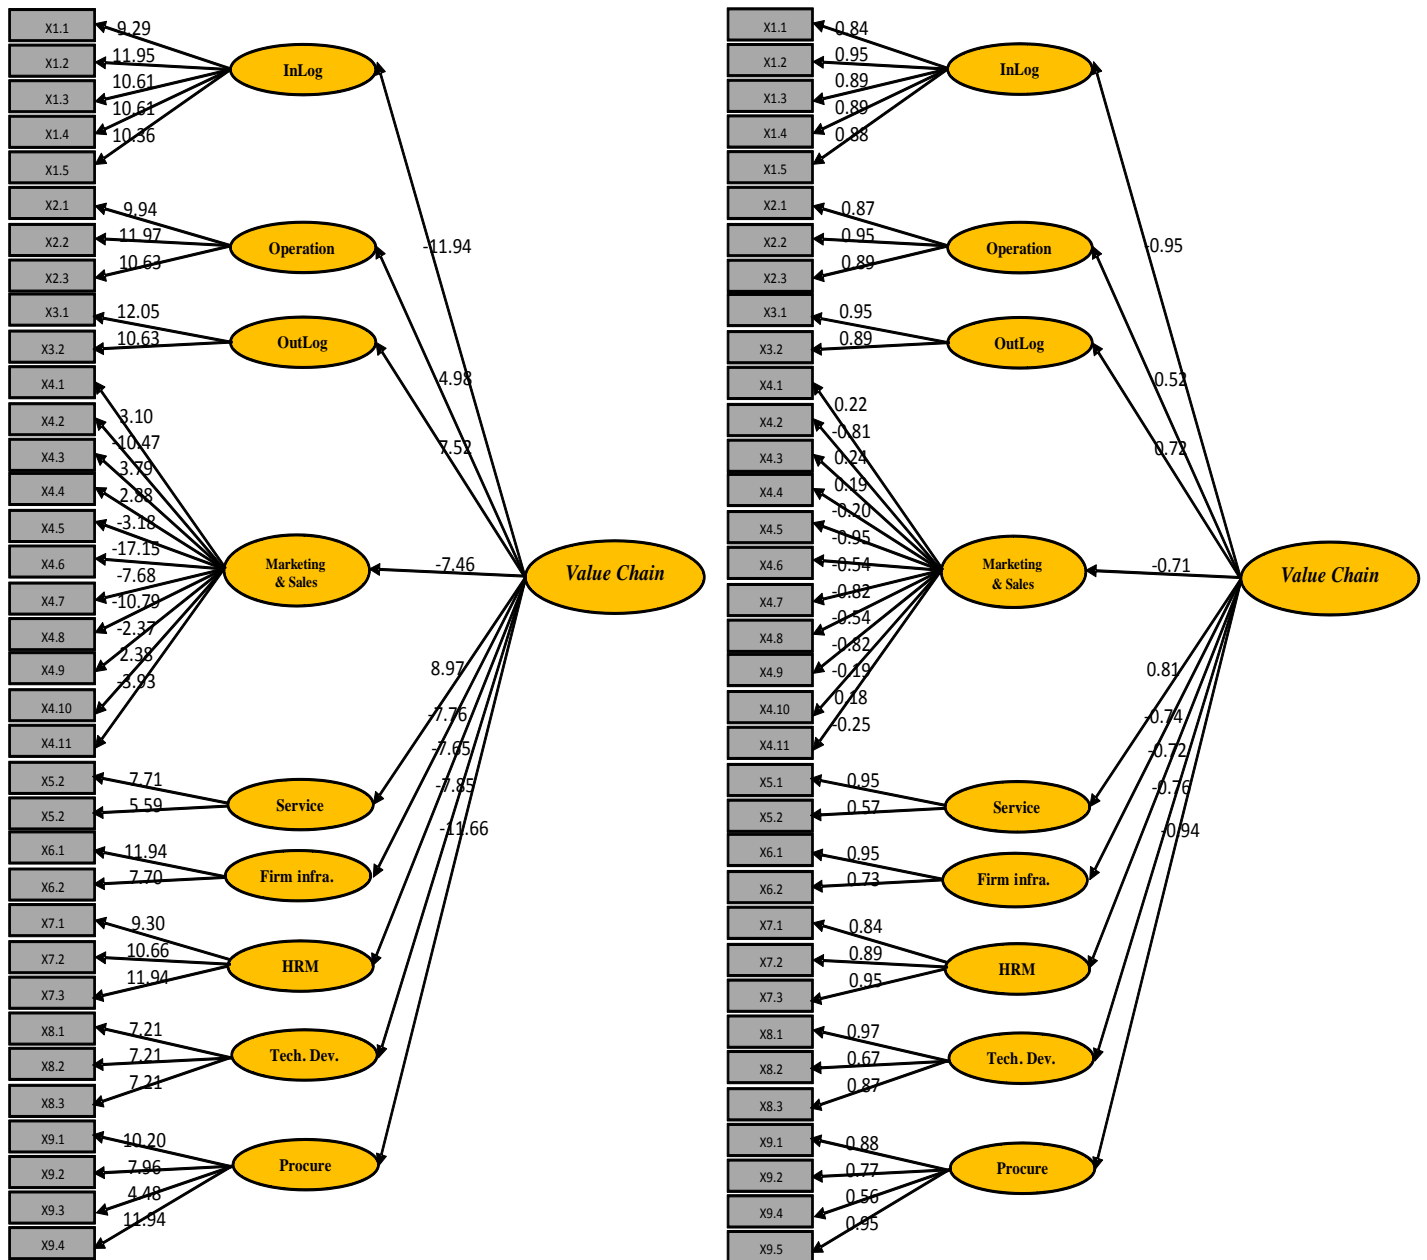 X1.1
X1.2
X1.3
X1.4
X1.5
X2.1
X2.2
X2.3
X3.1
X3.2
X4.1
X4.2
X4.3
X4.4
X4.5
X4.6
X4.7
X4.8
X4.9
X4.10
X4.11
X5.2
X5.2
X6.1
X6.2
X7.1
X7.2
X7.3
X8.1
X8.2
X8.3
X9.1
X9.2
X9.3
X9.4
9.29
11.95
10.61
10.61
10.36
9.94
11.97
10.63
12.05
10.63
3.10
-10.47
3.79
2.88
-3.18
-17.15
-7.68
-10.79
-2.37
2.38
-3.93
7.71
5.59
11.94
7.70
9.30
10.66
11.94
7.21
7.21
7.21
10.20
7.96
4.48
11.94
InLog
Operation
OutLog
Marketing
& Sales
Service
Firm infra.
HRM
Tech. Dev.
Procure
-11.94
4.98
7.52
-7.46
8.97
-7.76
-7.65
-7.85
-11.66
Value Chain
X1.1
X1.2
X1.3
X1.4
X1.5
X2.1
X2.2
X2.3
X3.1
X3.2
X4.1
X4.2
X4.3
X4.4
X4.5
X4.6
X4.7
X4.8
X4.9
X4.10
X4.11
X5.1
X5.2
X6.1
X6.2
X7.1
X7.2
X7.3
X8.1
X8.2
X8.3
X9.1
X9.2
X9.4
X9.5
0.84
0.95
0.89
0.89
0.88
0.87
0.95
0.89
0.95
0.89
0.22
-0.81
0.24
0.19
-0.20
-0.95
-0.54
-0.82
-0.54
-0.82
-0.19
0.18
-0.25
0.95
0.57
0.95
0.73
0.84
0.89
0.95
0.97
0.67
0.87
0.88
0.77
0.56
0.95
InLog
Operation
OutLog
Marketing
& Sales
Service
Firm infra.
HRM
Tech. Dev.
Procure
-0.95
0.52
0.72
-0.71
0.81
-0.74
-0.72
-0.76
-0.94
Value Chain